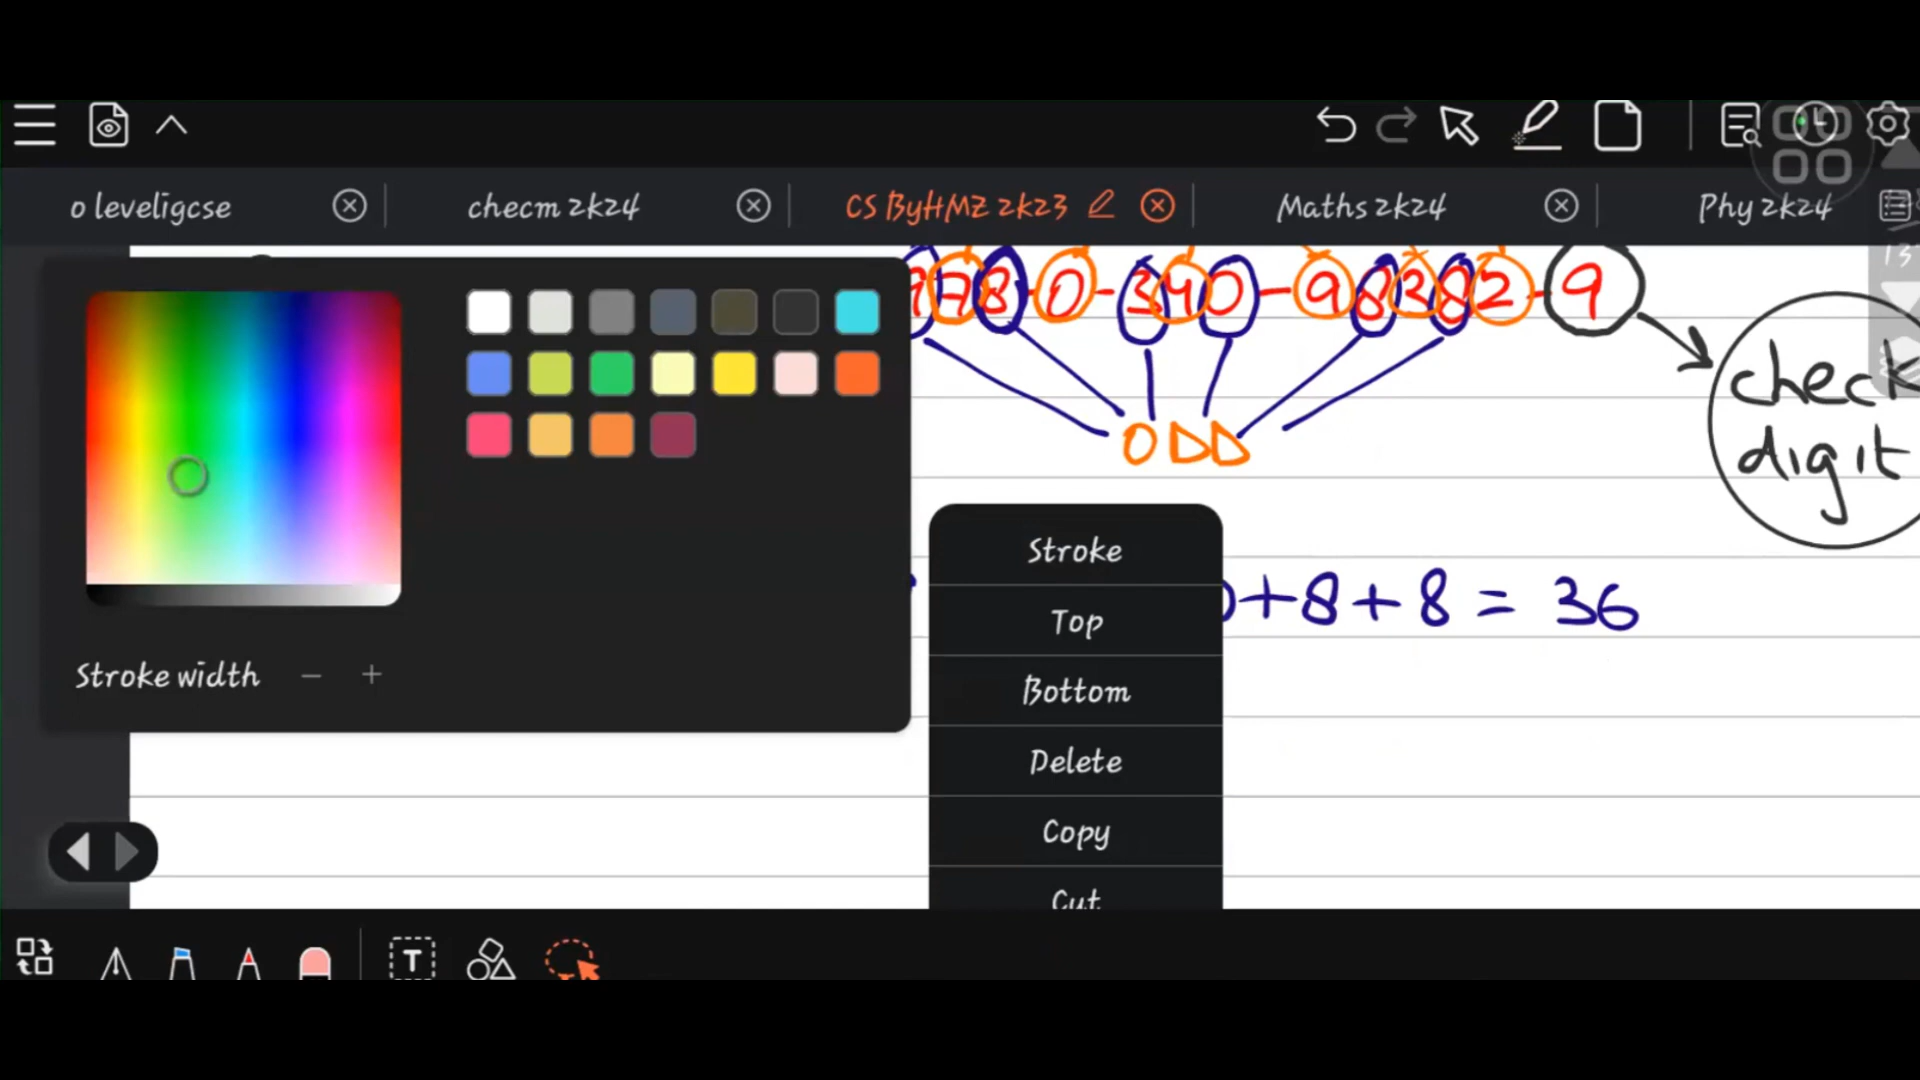 o leveligcse checm 2k24 CS ByHMZ 2k23 Maths 2k24 Phy 2k24
978-0-340-98382-9
check
ODD
digit
Stroke
+8+8 = 36
Top
Stroke width - +
Bottom
Delete
Copy
Cut
T